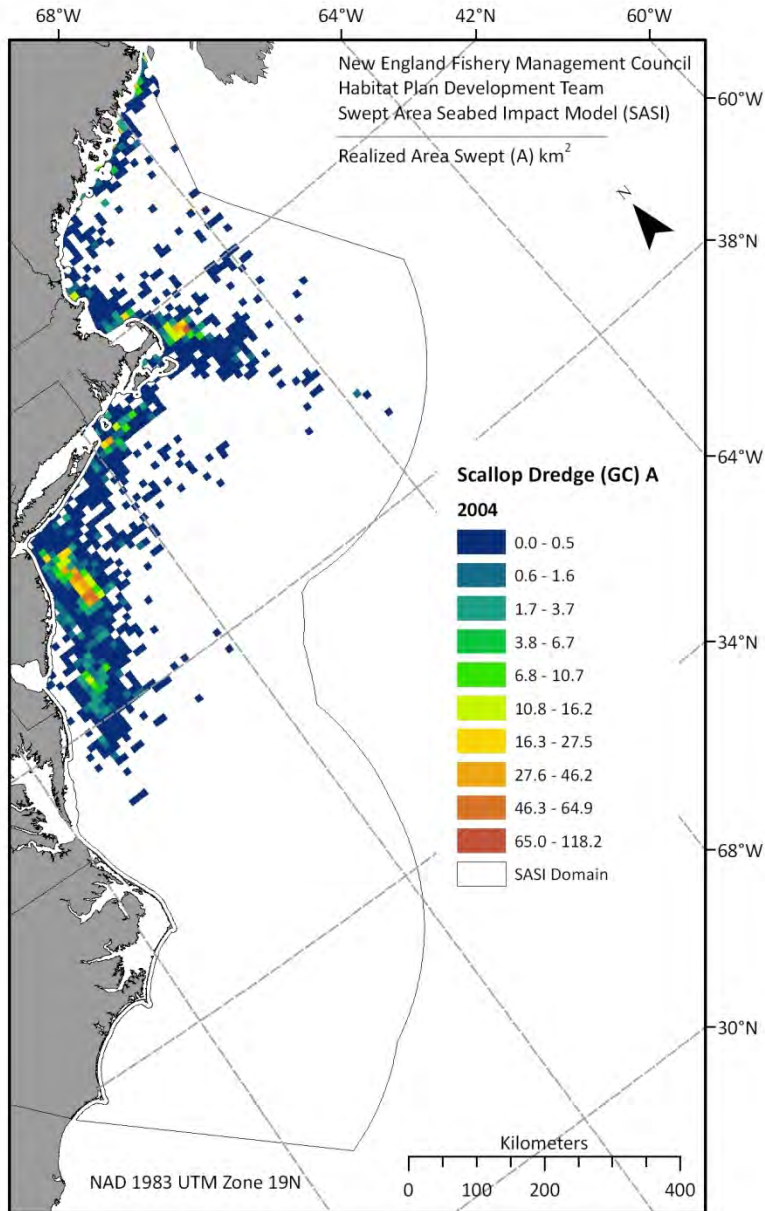 68°W 64°W 42°N 60°W
New England Fishery Management Council
Habitat Plan Development Team
Swept Area Seabed Impact Model (SASI)
Realized Area Swept (A) km²
60°W
N
38°N
64°W
Scallop Dredge (GC) A
2004
0.0 - 0.5
0.6 - 1.6
1.7 - 3.7
3.8 - 6.7
6.8 - 10.7
10.8 - 16.2
16.3 - 27.5
27.6 - 46.2
46.3 - 64.9
65.0 - 118.2
SASI Domain
34°N
68°W
30°N
Kilometers
0 100 200 400
NAD 1983 UTM Zone 19N